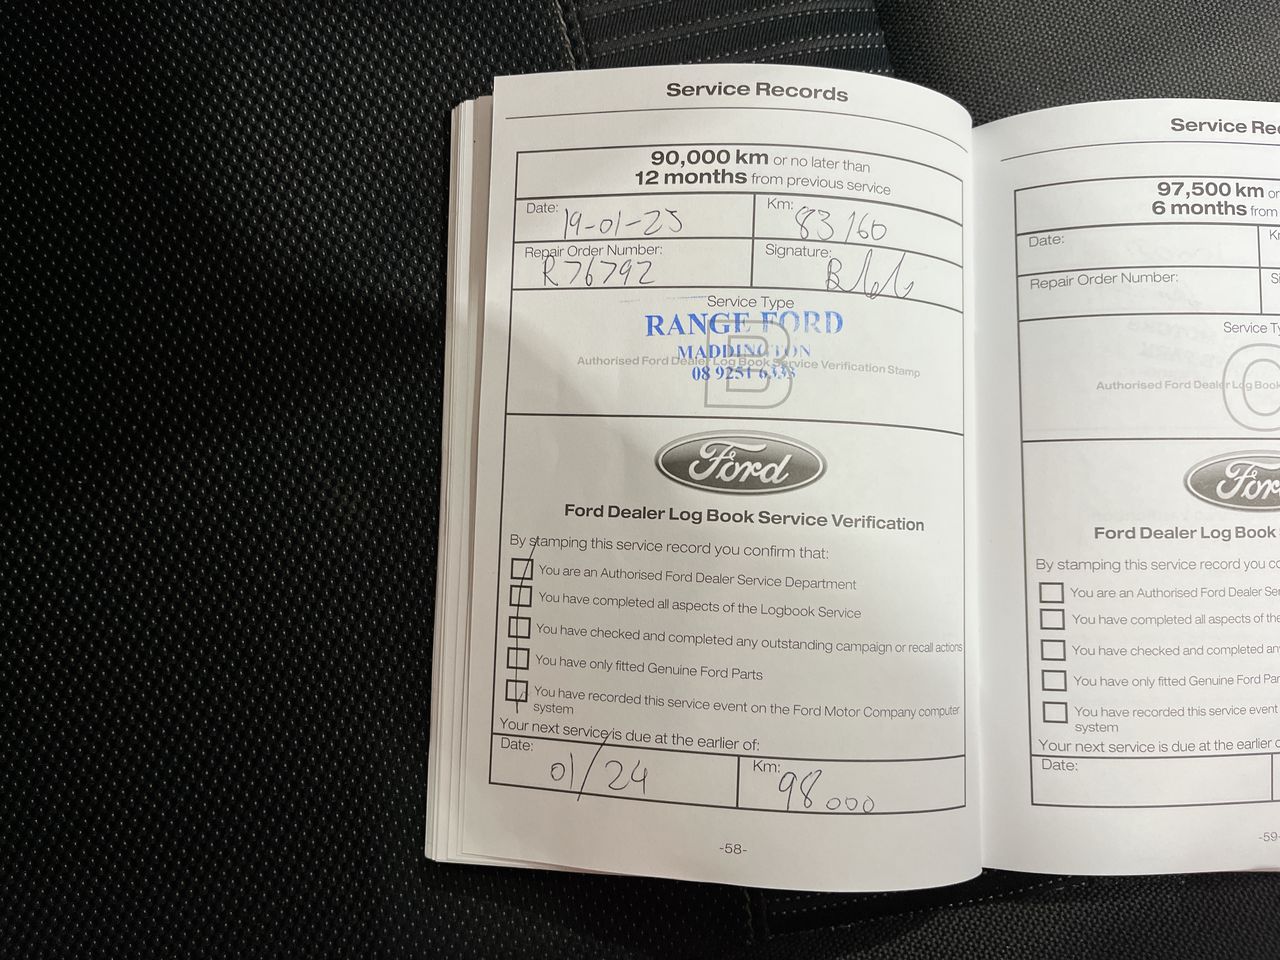 Service Records
90,000 km or no later than
12 months from previous service
Date: 19-01-23
Km: 83160
Repair Order Number: R76792
Signature:
Service Type
RANGE FORD
MADDINGTON
Authorised Ford Dealer Log Book Service Verification Stamp
08 9251 6333
B
Ford
Ford Dealer Log Book Service Verification
By stamping this service record you confirm that:
You are an Authorised Ford Dealer Service Department
You have completed all aspects of the Logbook Service
You have checked and completed any outstanding campaign or recall actions
You have only fitted Genuine Ford Parts
You have recorded this service event on the Ford Motor Company computer
system
Your next service is due at the earlier of:
Date: 01/24
Km: 98000
-58-
Service Rec
97,500 km or
6 months from
Date:
K
Repair Order Number:
Si
Service Ty
Authorised Ford Dealer Log Book
Ford
Ford Dealer Log Book
By stamping this service record you co
You are an Authorised Ford Dealer Ser
You have completed all aspects of the
You have checked and completed any
You have only fitted Genuine Ford Par
You have recorded this service event
system
Your next service is due at the earlier o
Date:
-59-